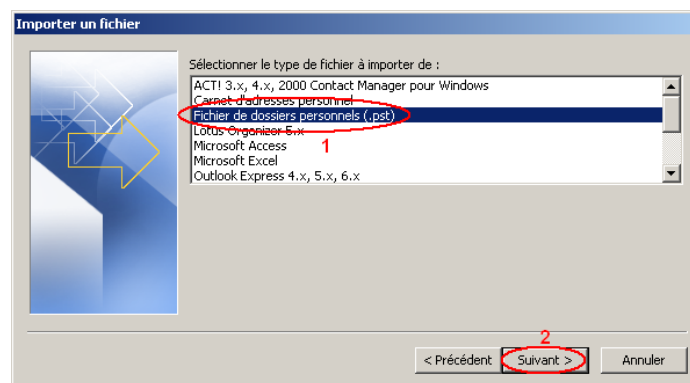 Importer un fichier
Sélectionner le type de fichier à importer de :
ACT! 3.x, 4.x, 2000 Contact Manager pour Windows
Carnet d'adresses personnel
Fichier de dossiers personnels (.pst)
Lotus Organizer 5.x
1
Microsoft Access
Microsoft Excel
Outlook Express 4.x, 5.x, 6.x
2
< Précédent
Suivant >
Annuler